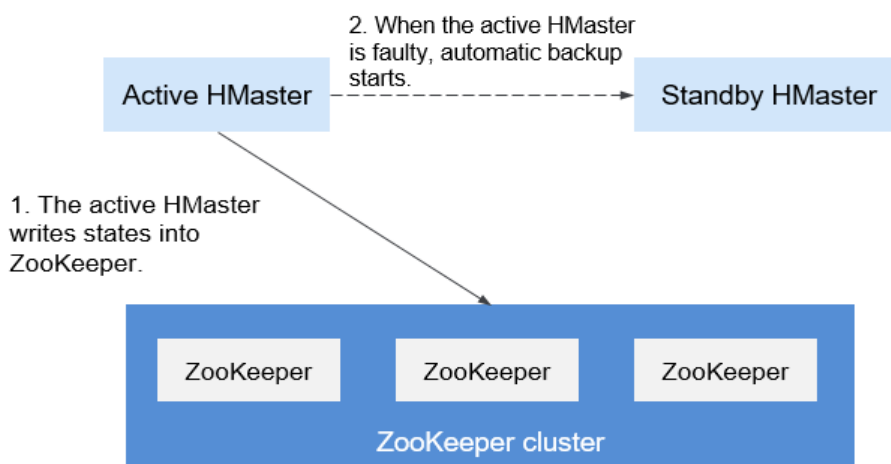 2. When the active HMaster
is faulty, automatic backup
starts.
Active HMaster
Standby HMaster
1. The active HMaster
writes states into
ZooKeeper.
ZooKeeper
ZooKeeper
ZooKeeper
ZooKeeper cluster